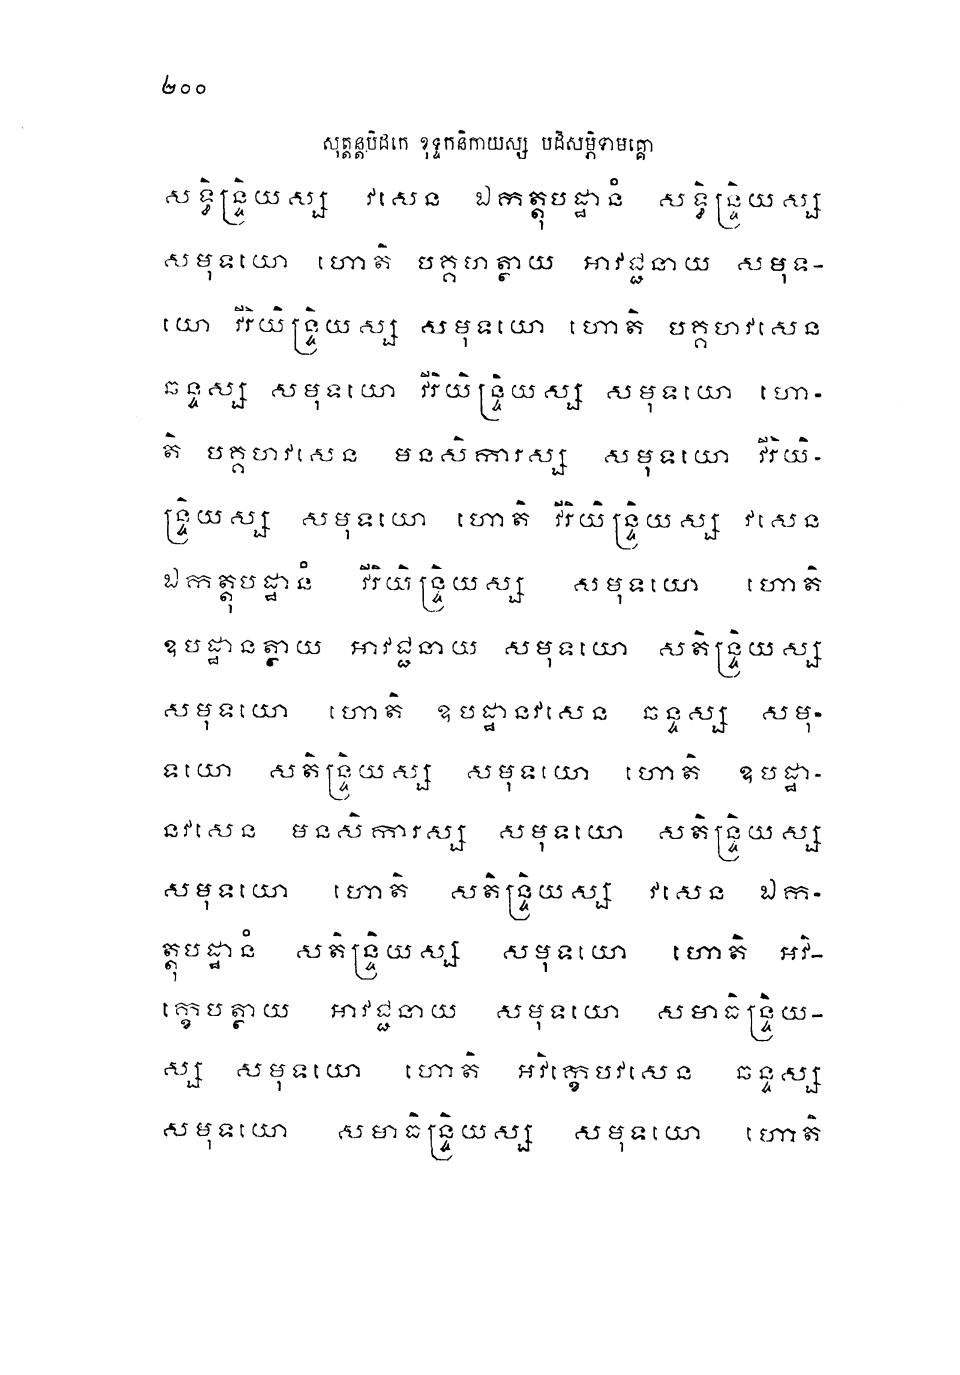 ២០០
សុត្តន្តបិដកេ ខុទ្ទកនិកាយស្ស បដិសម្ភិទាមគ្គោ
សទ្ធិន្ទ្រិយស្ស វសេន ឯកត្តុបដ្ឋានំ សទ្ធិន្ទ្រិយស្ស
សមុទយោ ហោតិ បគ្គហត្ថាយ អាវជ្ជនាយ សមុទ-
យោ វីរិយិន្ទ្រិយស្ស សមុទយោ ហោតិ បគ្គហវសេន
ឆន្ទស្ស សមុទយោ វីរិយិន្ទ្រិយស្ស សមុទយោ ហោ-
តិ បគ្គហវសេន មនសិការស្ស សមុទយោ វីរិយិ-
ន្ទ្រិយស្ស សមុទយោ ហោតិ វីរិយិន្ទ្រិយស្ស វសេន
ឯកត្តុបដ្ឋានំ វីរិយិន្ទ្រិយស្ស សមុទយោ ហោតិ
ឧបដ្ឋានត្ថាយ អាវជ្ជនាយ សមុទយោ សតិន្ទ្រិយស្ស
សមុទយោ ហោតិ ឧបដ្ឋានវសេន ឆន្ទស្ស សមុ-
ទយោ សតិន្ទ្រិយស្ស សមុទយោ ហោតិ ឧបដ្ឋា-
នវសេន មនសិការស្ស សមុទយោ សតិន្ទ្រិយស្ស
សមុទយោ ហោតិ សតិន្ទ្រិយស្ស វសេន ឯក-
ត្តុបដ្ឋានំ សតិន្ទ្រិយស្ស សមុទយោ ហោតិ អវិ-
ក្ខេបត្ថាយ អាវជ្ជនាយ សមុទយោ សមាធិន្ទ្រិយ-
ស្ស សមុទយោ ហោតិ អវិក្ខេបវសេន ឆន្ទស្ស
សមុទយោ សមាធិន្ទ្រិយស្ស សមុទយោ ហោតិ